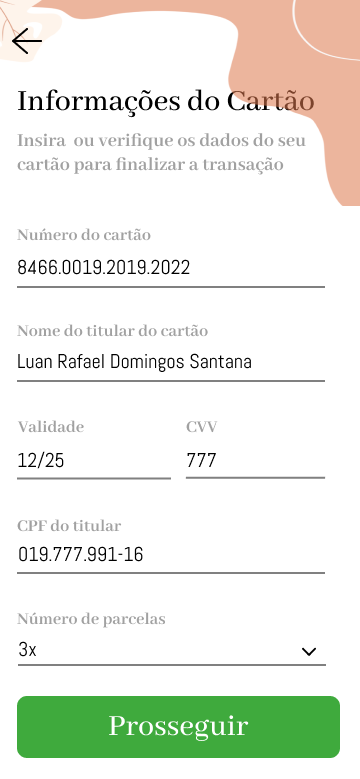 Informações do Cartão
Insira ou verifique os dados do seu
cartão para finalizar a transação
Número do cartão
8466.0019.2019.2022
Nome do titular do cartão
Luan Rafael Domingos Santana
Validade CVV
12/25 777
CPF do titular
019.777.991-16
Número de parcelas
3x
Prosseguir